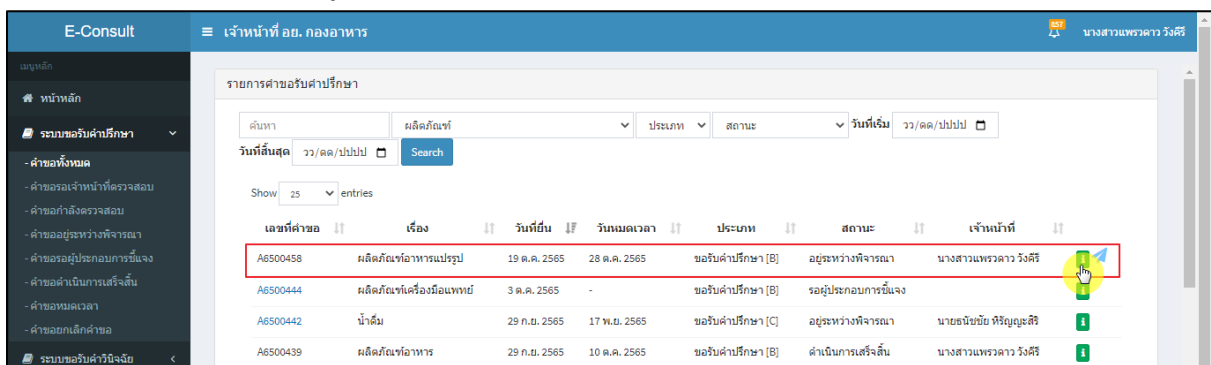 E-Consult
เจ้าหน้าที่ อย. กองอาหาร
857
นางสาวแพรวดาว วังคีรี
เมนูหลัก
หน้าหลัก
ระบบขอรับคำปรึกษา
- คำขอทั้งหมด
- คำขอรอเจ้าหน้าที่ตรวจสอบ
- คำขอกำลังตรวจสอบ
- คำขออยู่ระหว่างพิจารณา
- คำขอรอผู้ประกอบการชี้แจง
- คำขอดำเนินการเสร็จสิ้น
- คำขอหมดเวลา
- คำขอยกเลิกคำขอ
ระบบขอรับคำวินิจฉัย
รายการคำขอรับคำปรึกษา
ค้นหา ผลิตภัณฑ์ ประเภท สถานะ วันที่เริ่ม วว/ดด/ปปปป
วันที่สิ้นสุด วว/ดด/ปปปป Search
Show 25 entries
เลขที่คำขอ เรื่อง วันที่ยื่น วันหมดเวลา ประเภท สถานะ เจ้าหน้าที่
A6500458 ผลิตภัณฑ์อาหารแปรรูป 19 ต.ค. 2565 28 ต.ค. 2565 ขอรับคำปรึกษา [B] อยู่ระหว่างพิจารณา นางสาวแพรวดาว วังคีรี
A6500444 ผลิตภัณฑ์เครื่องมือแพทย์ 3 ต.ค. 2565 - ขอรับคำปรึกษา [B] รอผู้ประกอบการชี้แจง
A6500442 น้ำดื่ม 29 ก.ย. 2565 17 พ.ย. 2565 ขอรับคำปรึกษา [C] อยู่ระหว่างพิจารณา นายธนัชชัย หิรัญญะสิริ
A6500439 ผลิตภัณฑ์อาหาร 29 ก.ย. 2565 10 ต.ค. 2565 ขอรับคำปรึกษา [B] ดำเนินการเสร็จสิ้น นางสาวแพรวดาว วังคีรี